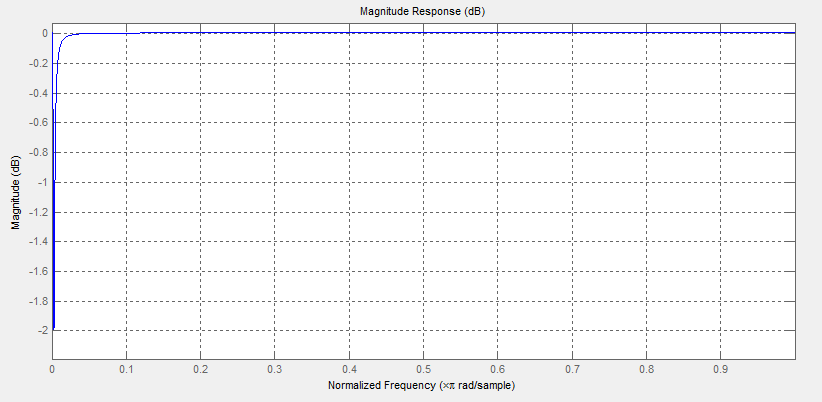 Magnitude Response (dB)
Magnitude (dB)
0
-0.2
-0.4
-0.6
-0.8
-1
-1.2
-1.4
-1.6
-1.8
-2
0 0.1 0.2 0.3 0.4 0.5 0.6 0.7 0.8 0.9
Normalized Frequency (×π rad/sample)